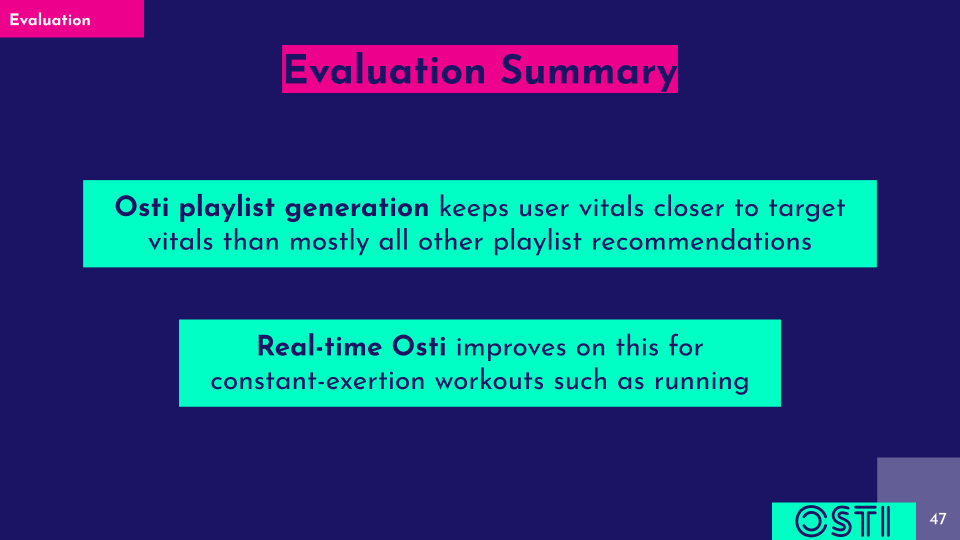 Evaluation
Evaluation Summary
Osti playlist generation keeps user vitals closer to target
vitals than mostly all other playlist recommendations
Real-time Osti improves on this for
constant-exertion workouts such as running
OSTI
47